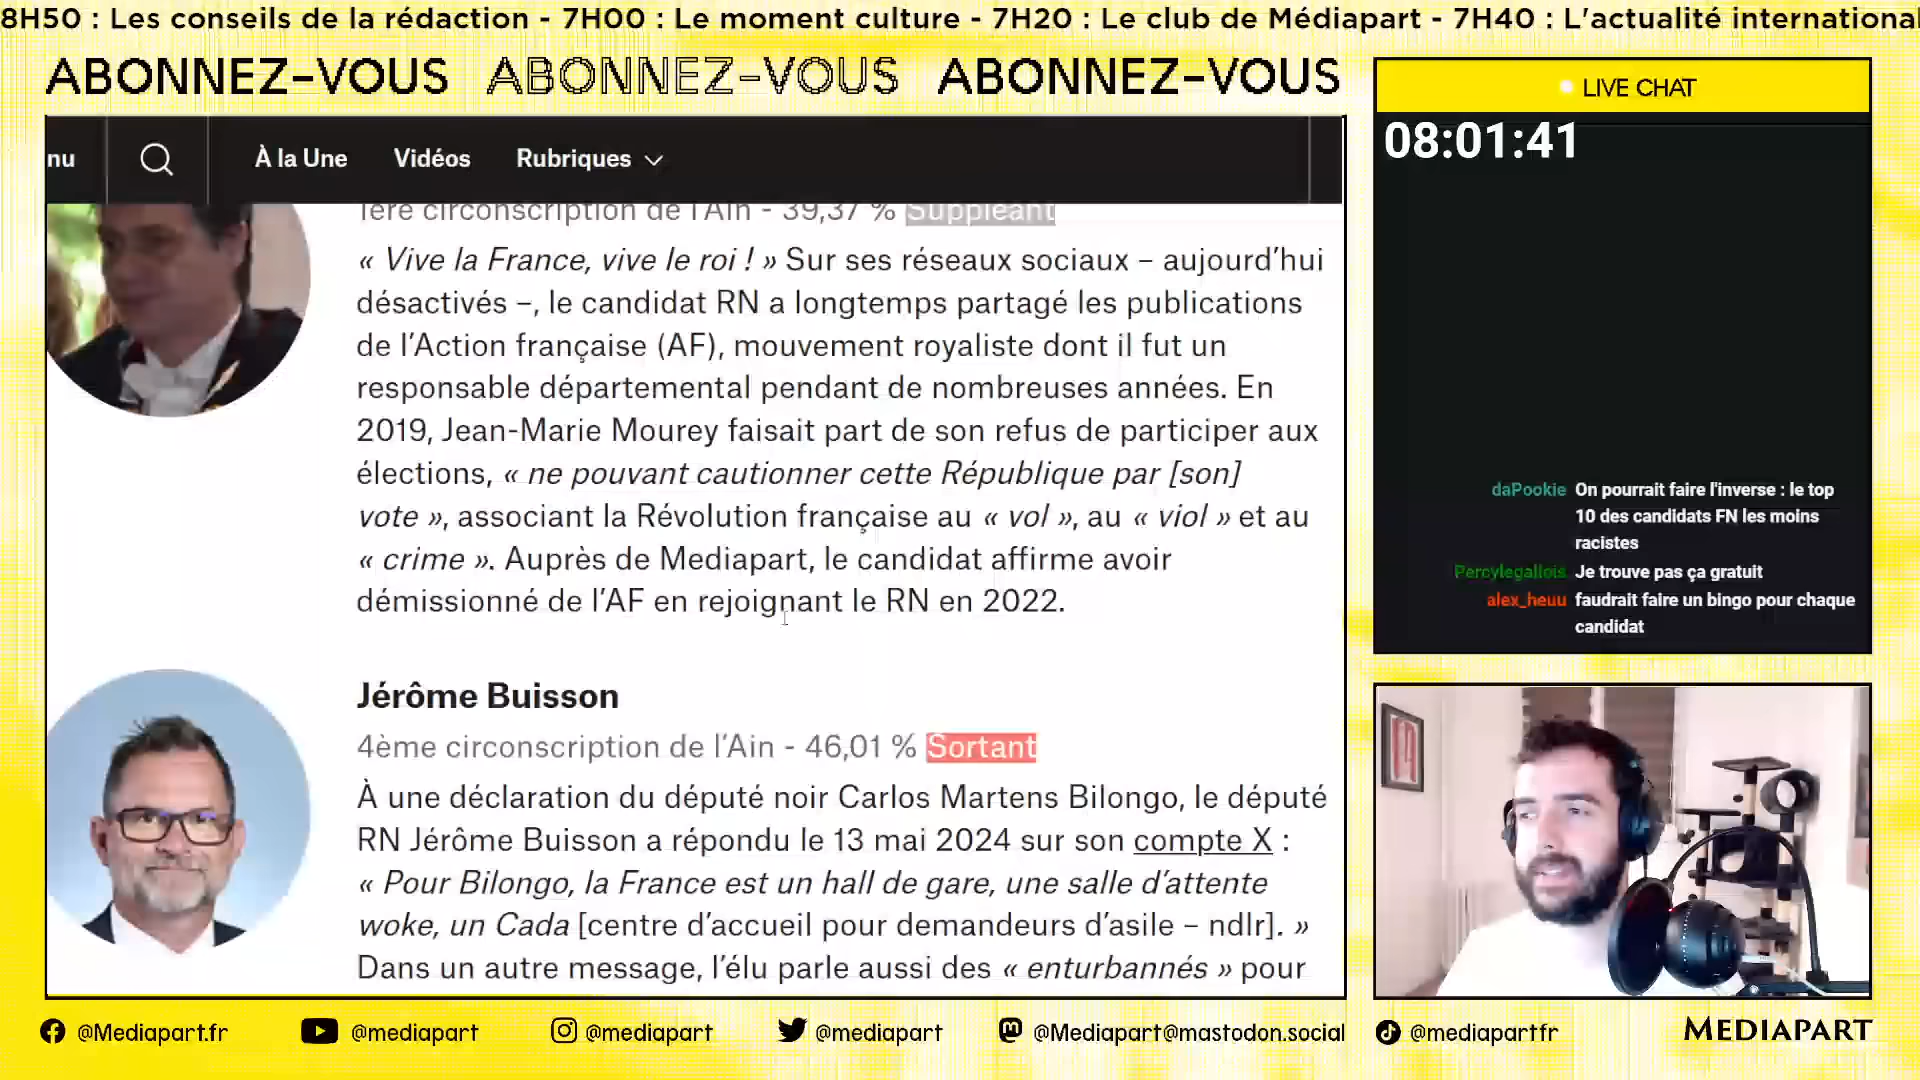 8H50 : Les conseils de la rédaction - 7H00 : Le moment culture - 7H20 : Le club de Médiapart - 7H40 : L'actualité international
ABONNEZ-VOUS ABONNEZ-VOUS ABONNEZ-VOUS
nu À la Une Vidéos Rubriques
1ère circonscription de l'Ain - 39,37 % Suppléant
« Vive la France, vive le roi ! » Sur ses réseaux sociaux – aujourd'hui
désactivés –, le candidat RN a longtemps partagé les publications
de l'Action française (AF), mouvement royaliste dont il fut un
responsable départemental pendant de nombreuses années. En
2019, Jean-Marie Mourey faisait part de son refus de participer aux
élections, « ne pouvant cautionner cette République par [son]
vote », associant la Révolution française au « vol », au « viol » et au
« crime ». Auprès de Mediapart, le candidat affirme avoir
démissionné de l'AF en rejoignant le RN en 2022.
Jérôme Buisson
4ème circonscription de l'Ain - 46,01 % Sortant
À une déclaration du député noir Carlos Martens Bilongo, le député
RN Jérôme Buisson a répondu le 13 mai 2024 sur son compte X :
« Pour Bilongo, la France est un hall de gare, une salle d'attente
woke, un Cada [centre d'accueil pour demandeurs d'asile – ndlr]. »
Dans un autre message, l'élu parle aussi des « enturbannés » pour
LIVE CHAT
08:01:41
daPookie On pourrait faire l'inverse : le top
10 des candidats FN les moins
racistes
Percylegallois Je trouve pas ça gratuit
alex_heuu faudrait faire un bingo pour chaque
candidat
@Mediapart.fr @mediapart @mediapart @mediapart @Mediapart@mastodon.social @mediapartfr MEDIAPART